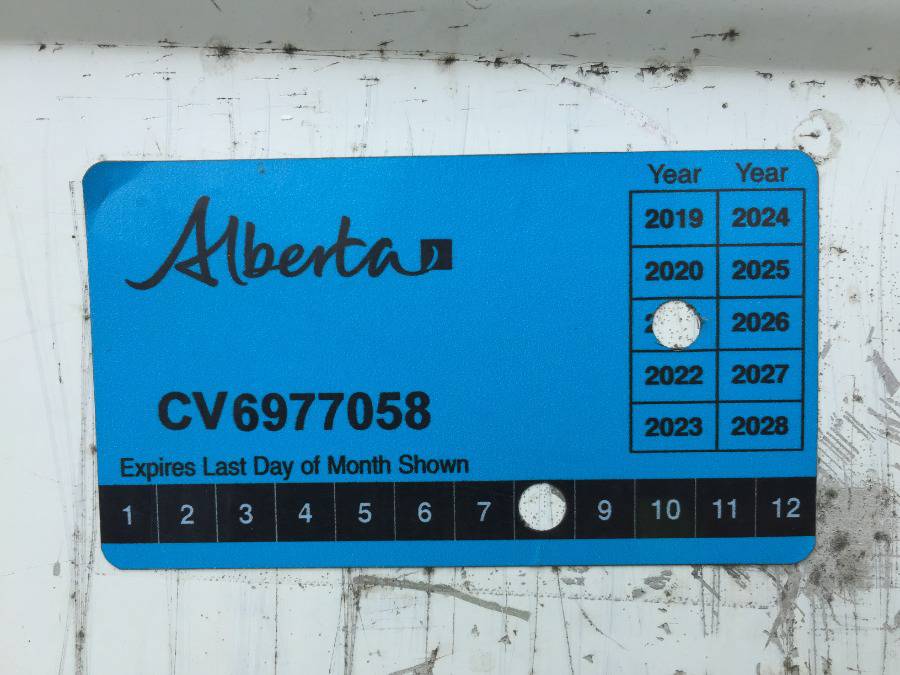 Alberta
Year Year
2019 2024
2020 2025
2026
2022 2027
2023 2028
CV6977058
Expires Last Day of Month Shown
1 2 3 4 5 6 7 9 10 11 12